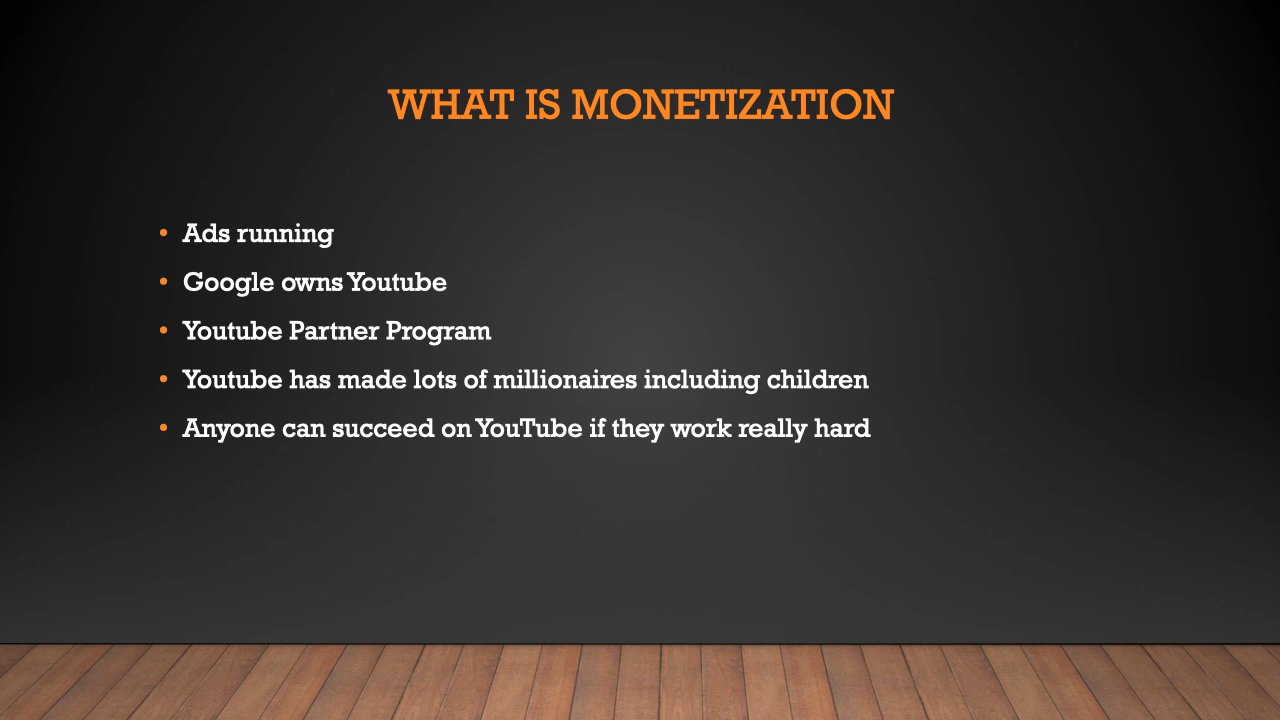 WHAT IS MONETIZATION
• Ads running
• Google owns Youtube
• Youtube Partner Program
• Youtube has made lots of millionaires including children
• Anyone can succeed on YouTube if they work really hard